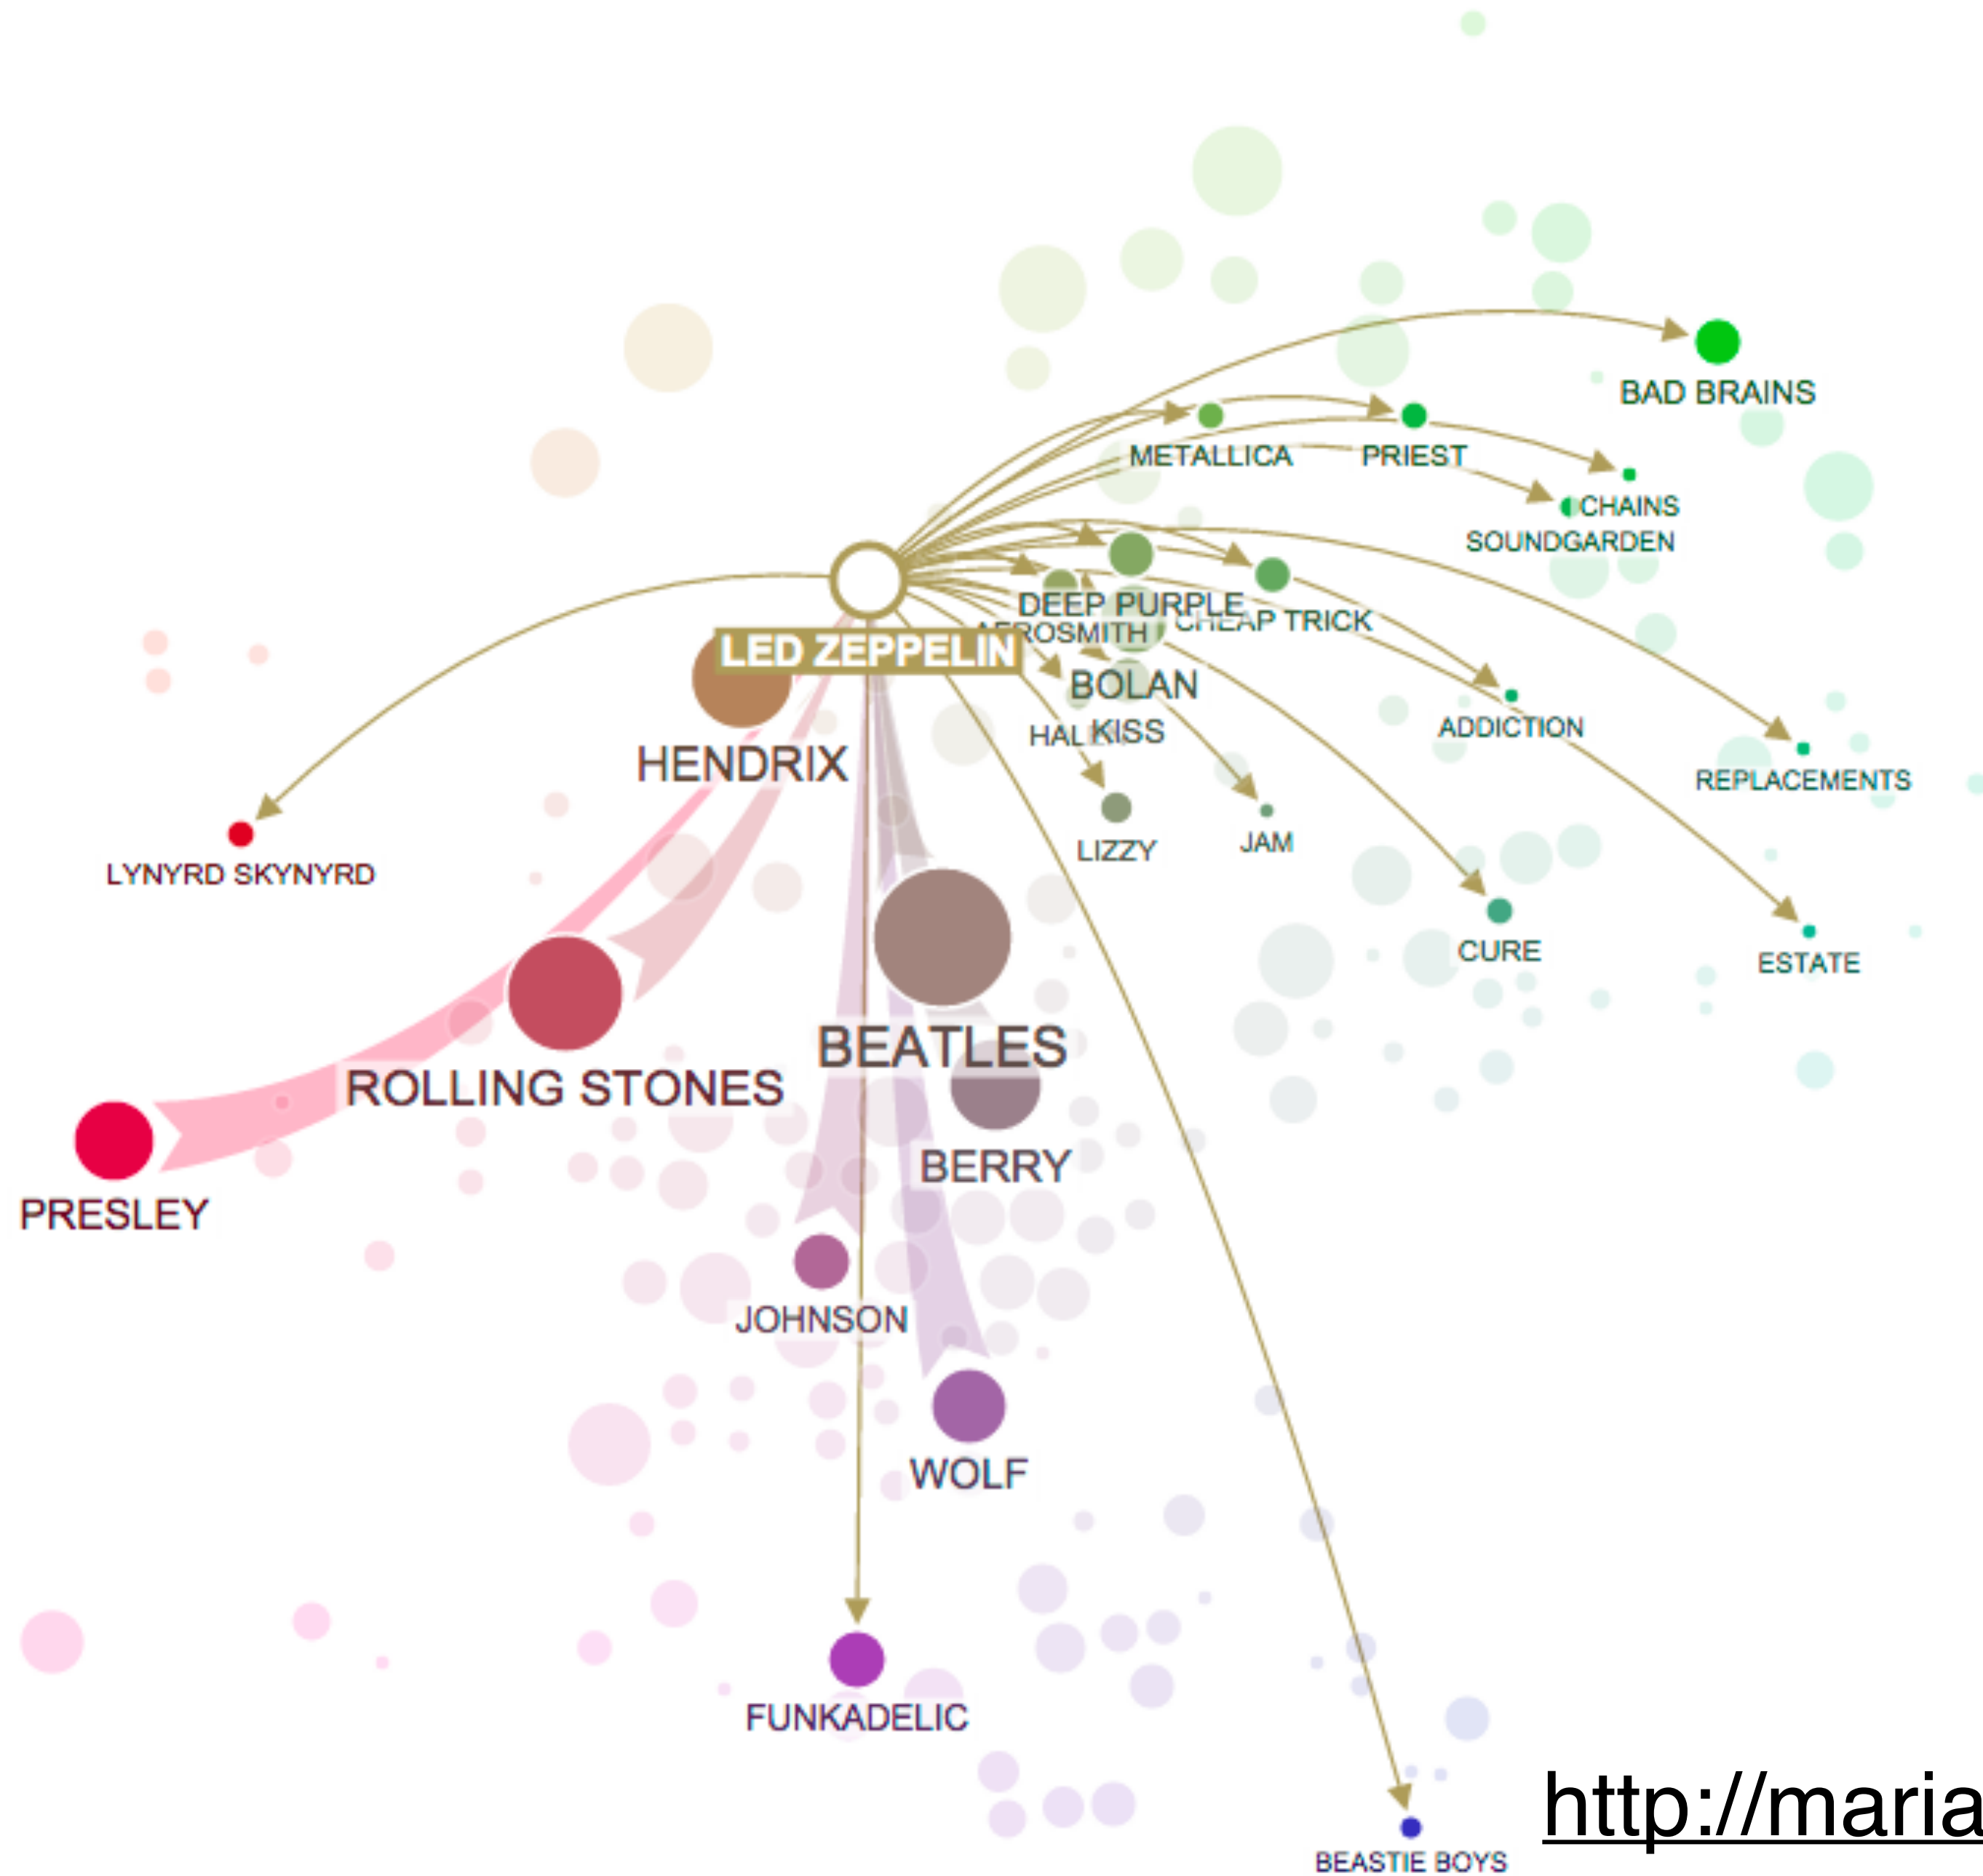 BAD BRAINS
METALLICA
PRIEST
CHAINS
SOUNDGARDEN
DEEP PURPLE
AEROSMITH
CHEAP TRICK
LED ZEPPELIN
BOLAN
KISS
HENDRIX
ADDICTION
REPLACEMENTS
LIZZY
JAM
LYNYRD SKYNYRD
CURE
ESTATE
BEATLES
ROLLING STONES
BERRY
PRESLEY
JOHNSON
WOLF
FUNKADELIC
http://maria
BEASTIE BOYS